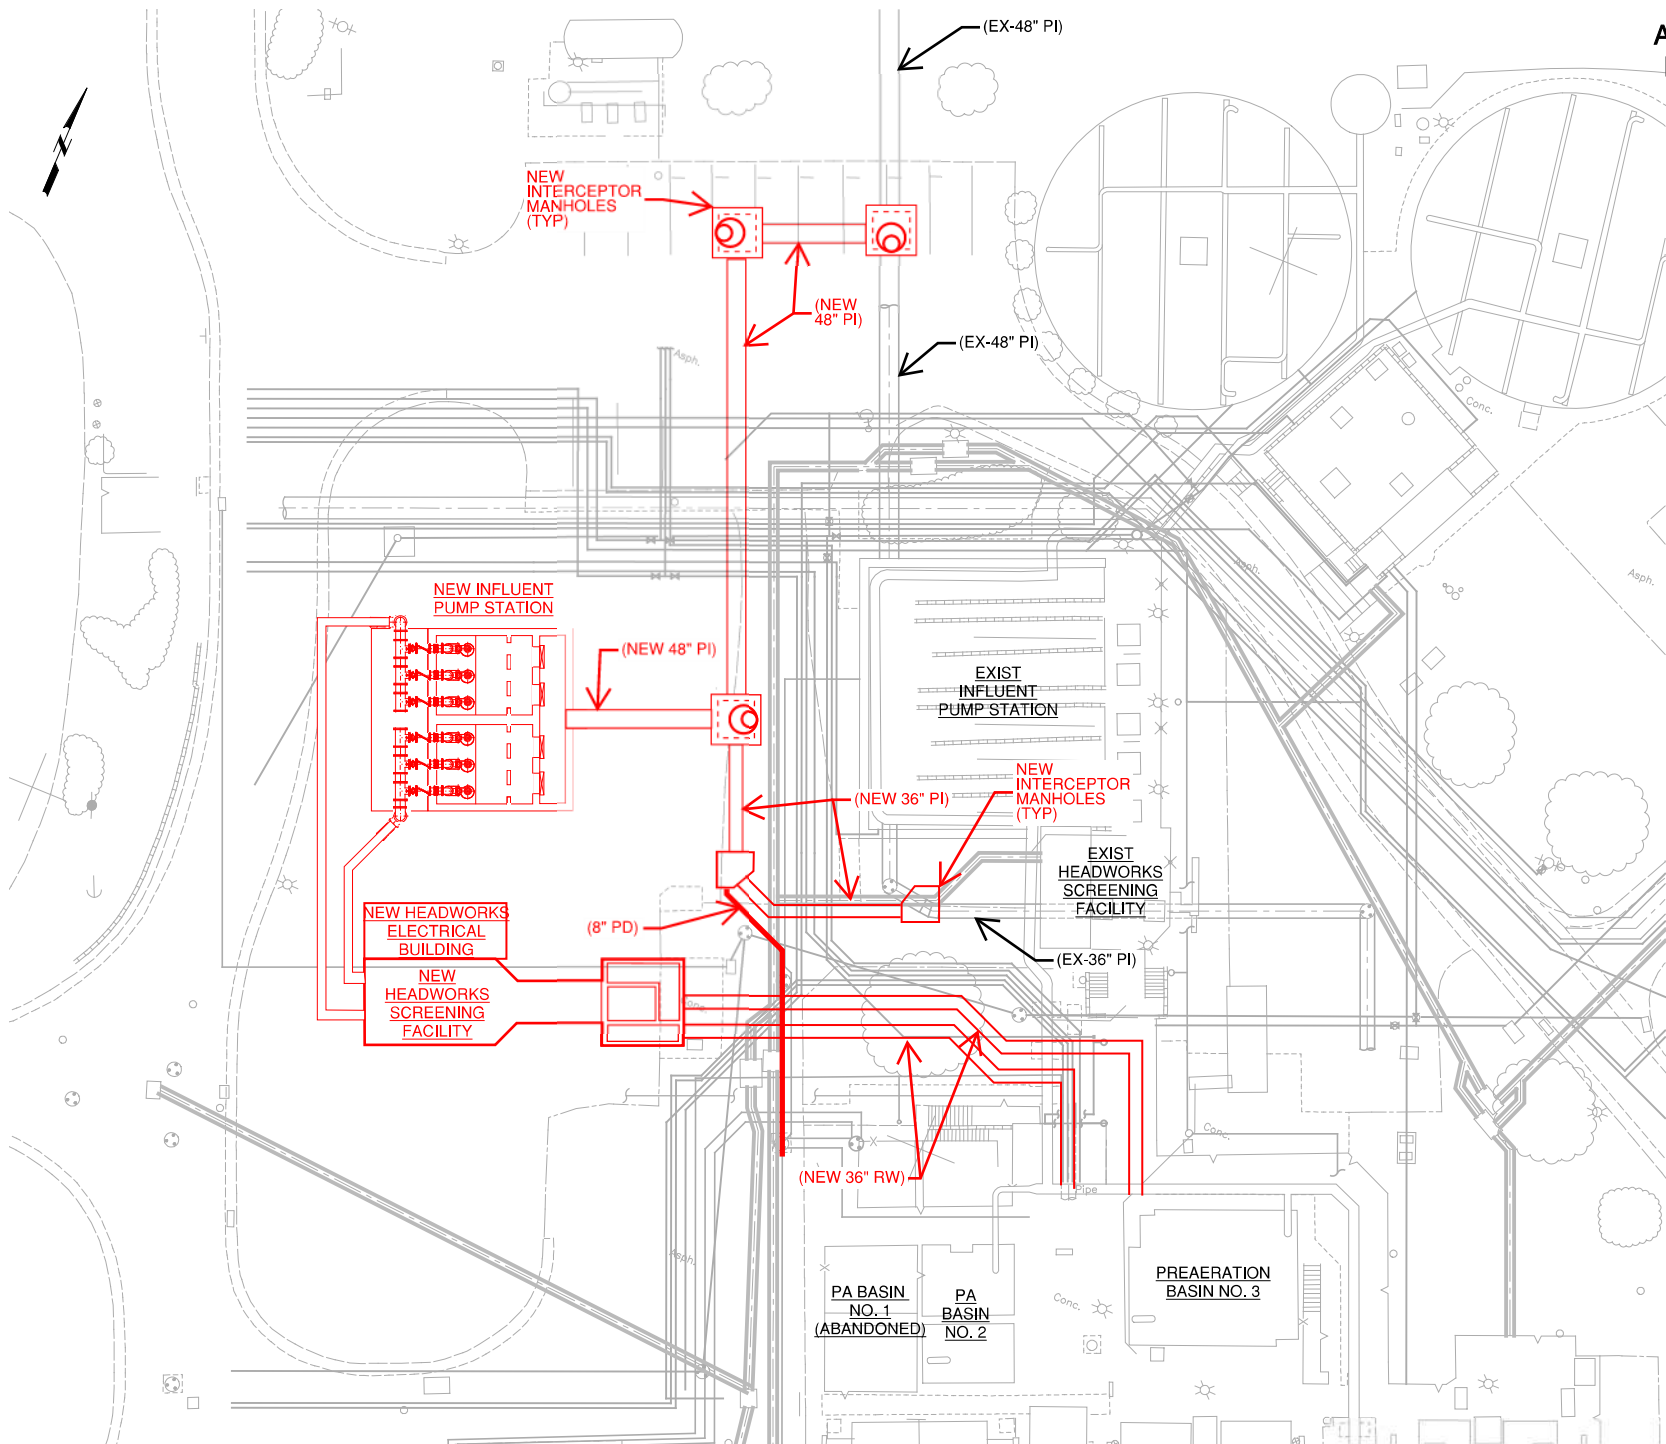 (EX-48" PI)
A
N
NEW
INTERCEPTOR
MANHOLES
(TYP)
(NEW
48" PI)
(EX-48" PI)
Asph.
Conc.
Asph.
Asph.
NEW INFLUENT
PUMP STATION
(NEW 48" PI)
EXIST
INFLUENT
PUMP STATION
NEW
INTERCEPTOR
MANHOLES
(TYP)
(NEW 36" PI)
EXIST
HEADWORKS
SCREENING
FACILITY
NEW HEADWORKS
ELECTRICAL
BUILDING
(8" PD)
(EX-36" PI)
NEW
HEADWORKS
SCREENING
FACILITY
Conc.
(NEW 36" RW)
Conc.
Pipe
Asph.
PA BASIN
NO. 1
(ABANDONED)
PA
BASIN
NO. 2
Conc.
PREAERATION
BASIN NO. 3